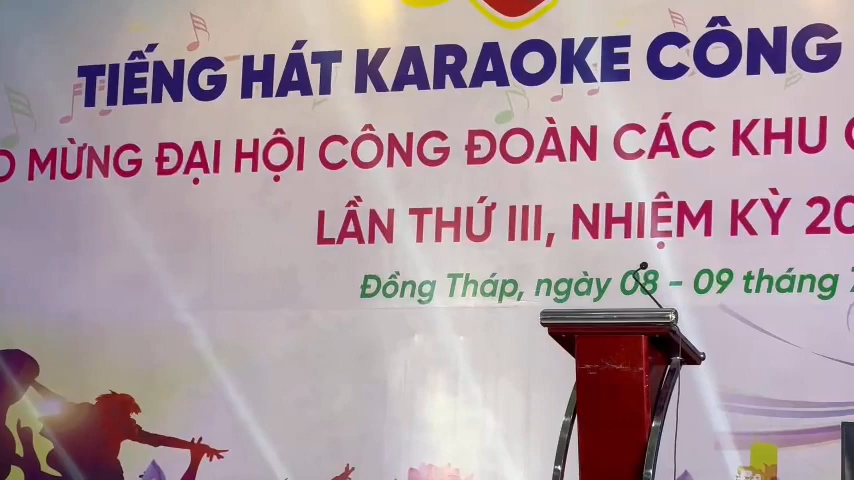 TIẾNG HÁT KARAOKE CÔNG
MỪNG ĐẠI HỘI CÔNG ĐOÀN CÁC KHU
LẦN THỨ III, NHIỆM KỲ 20
Đồng Tháp, ngày 08 - 09 tháng